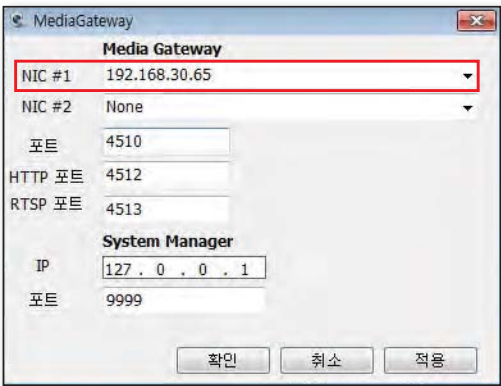 MediaGateway
Media Gateway
NIC #1 192.168.30.65
NIC #2 None
포트 4510
HTTP 포트 4512
RTSP 포트 4513
System Manager
IP 127 . 0 . 0 . 1
포트 9999
확인 취소 적용